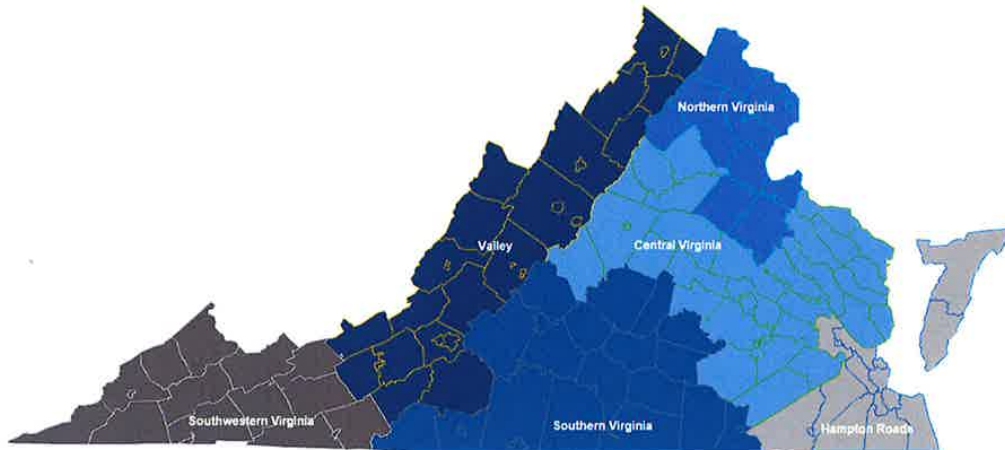 Northern Virginia
Valley
Central Virginia
Southwestern Virginia
Southern Virginia
Hampton Roads